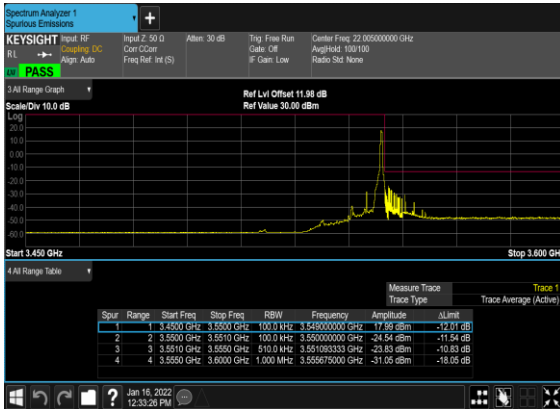 Spectrum Analyzer 1
Spurious Emissions
KEYSIGHT Input: RF Input Z: 50 Ω Atten: 30 dB Trig: Free Run Center Freq: 22.005000000 GHz
RL Coupling: DC Corr CCorr Gate: Off Avg|Hold: 100/100
Align: Auto Freq Ref: Int (S) IF Gain: Low Radio Std: None
PASS
3 All Range Graph
Ref Lvl Offset 11.98 dB
Scale/Div 10.0 dB Ref Value 30.00 dBm
Log
20.0
10.0
0.00
-10.0
-20.0
-30.0
-40.0
-50.0
-60.0
Start 3.450 GHz Stop 3.600 GH
4 All Range Table
Measure Trace Trace 1
Trace Type Trace Average (Active)
Spur Range Start Freq Stop Freq RBW Frequency Amplitude ΔLimit
1 1 3.4500 GHz 3.5500 GHz 100.0 kHz 3.549000000 GHz 17.99 dBm -12.01 dB
2 2 3.5500 GHz 3.5510 GHz 100.0 kHz 3.550000000 GHz -24.54 dBm -11.54 dB
3 3 3.5510 GHz 3.5550 GHz 510.0 kHz 3.551093333 GHz -23.83 dBm -10.83 dB
4 4 3.5550 GHz 3.6000 GHz 1.000 MHz 3.555675000 GHz -31.05 dBm -18.05 dB
Jan 16, 2022
12:33:26 PM